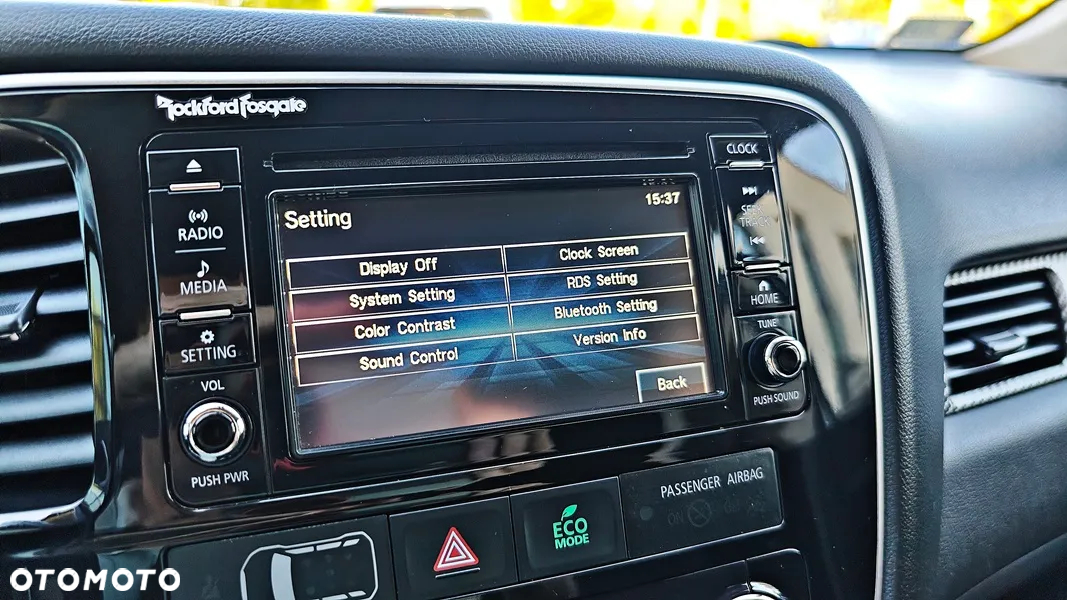 Rockford Fosgate
CLOCK
RADIO
MEDIA
SETTING
VOL
PUSH PWR
Setting
15:37
Display Off
Clock Screen
System Setting
RDS Setting
Color Contrast
Bluetooth Setting
Sound Control
Version Info
Back
SEEK
TRACK
HOME
TUNE
PUSH SOUND
PASSENGER AIRBAG
ON
ECO
MODE
OTOMOTO